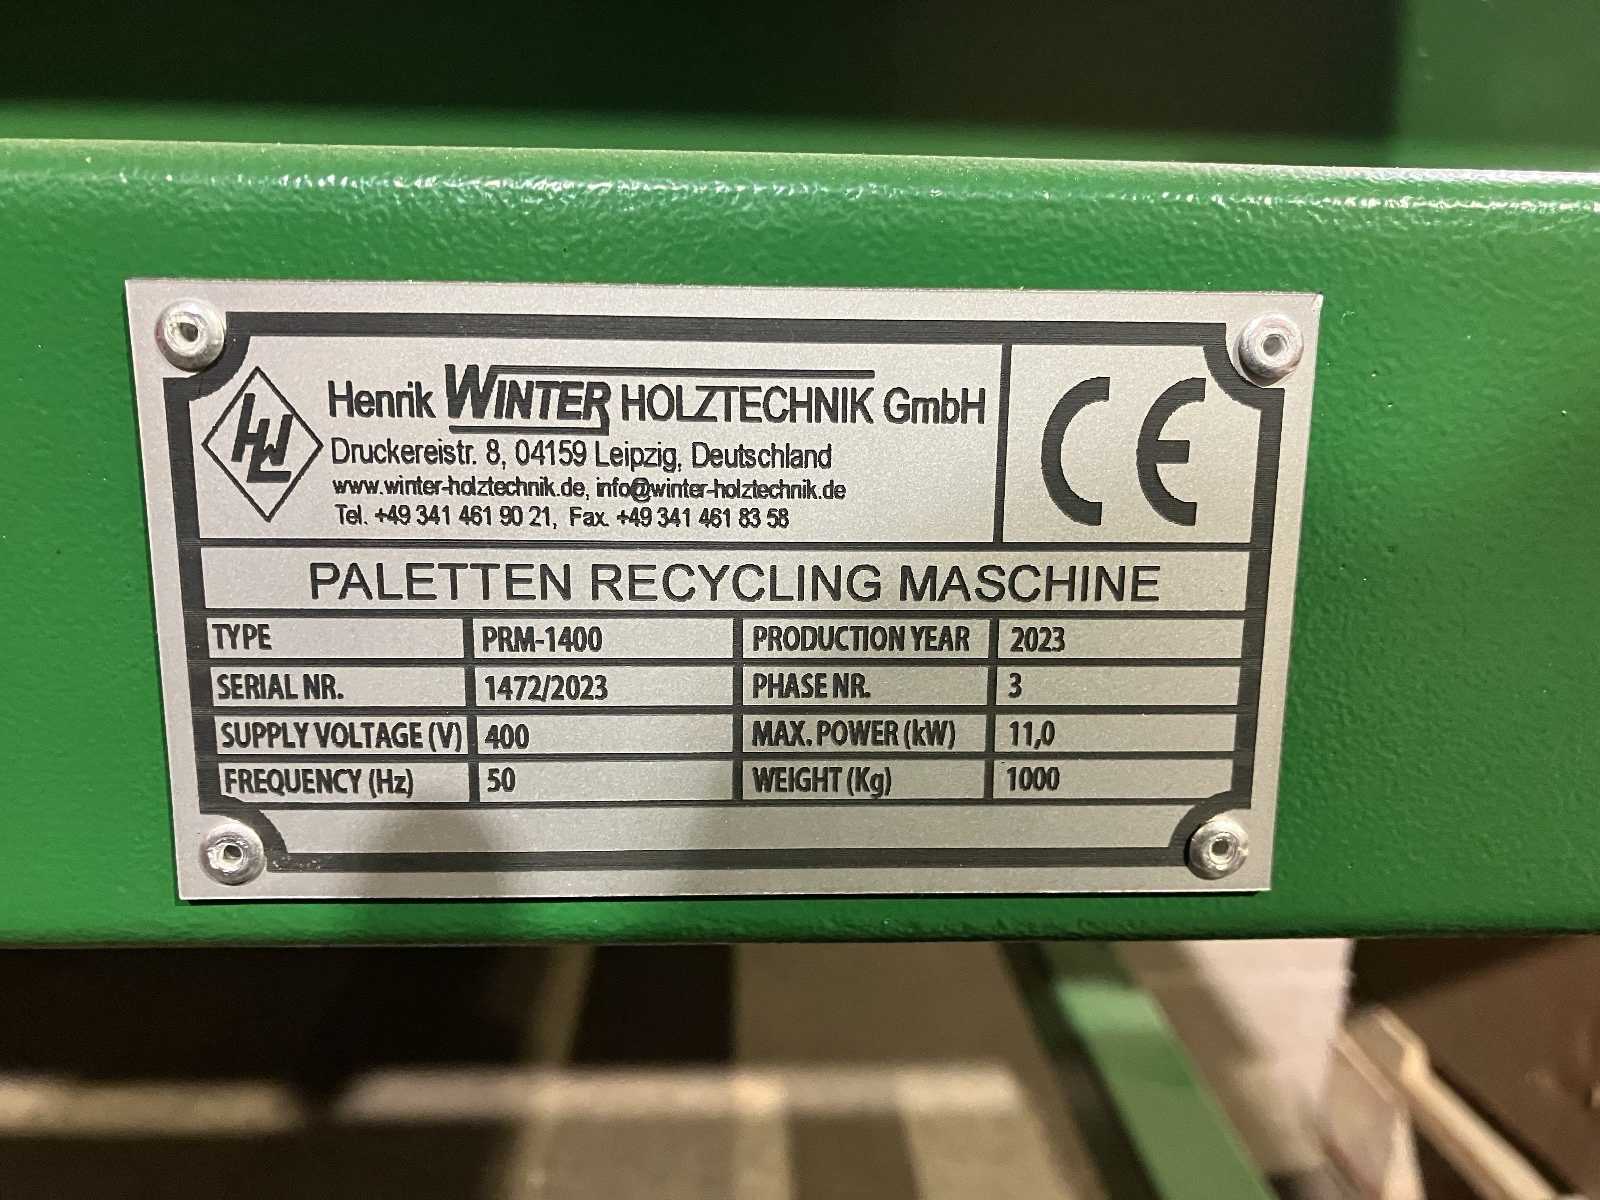 HWL
Henrik WINTER HOLZTECHNIK GmbH
Druckereistr. 8, 04159 Leipzig, Deutschland
www.winter-holztechnik.de, info@winter-holztechnik.de
Tel. +49 341 461 90 21, Fax. +49 341 461 83 58
CE
PALETTEN RECYCLING MASCHINE
TYPE PRM-1400 PRODUCTION YEAR 2023
SERIAL NR. 1472/2023 PHASE NR. 3
SUPPLY VOLTAGE (V) 400 MAX. POWER (kW) 11,0
FREQUENCY (Hz) 50 WEIGHT (Kg) 1000